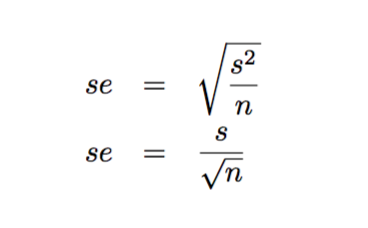 se = √(s²/n)
se = s/√n